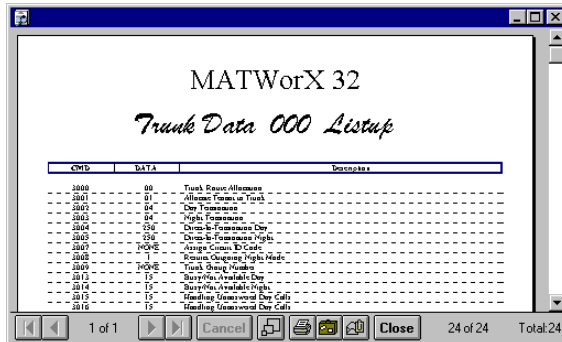 MATWorX 32
Trunk Data 000 Listup
CMD DATA Description
3000 00 Trunk Route Allocation
3001 01 Allocate Tenant to Trunk
3002 04 Day Termination
3003 04 Night Termination
3004 250 Direct-In-Termination Day
3005 250 Direct-In-Termination Night
3007 NONE Assign Circuit ID Code
3008 1 Restrict Outgoing Night Mode
3009 NONE Trunk Group Number
3013 15 Busy/Not Available Day
3014 15 Busy/Not Available Night
3015 15 Handling Unanswered Day Calls
3016 15 Handling Unanswered Night Calls
1 of 1 Cancel Close 24 of 24 Total:24